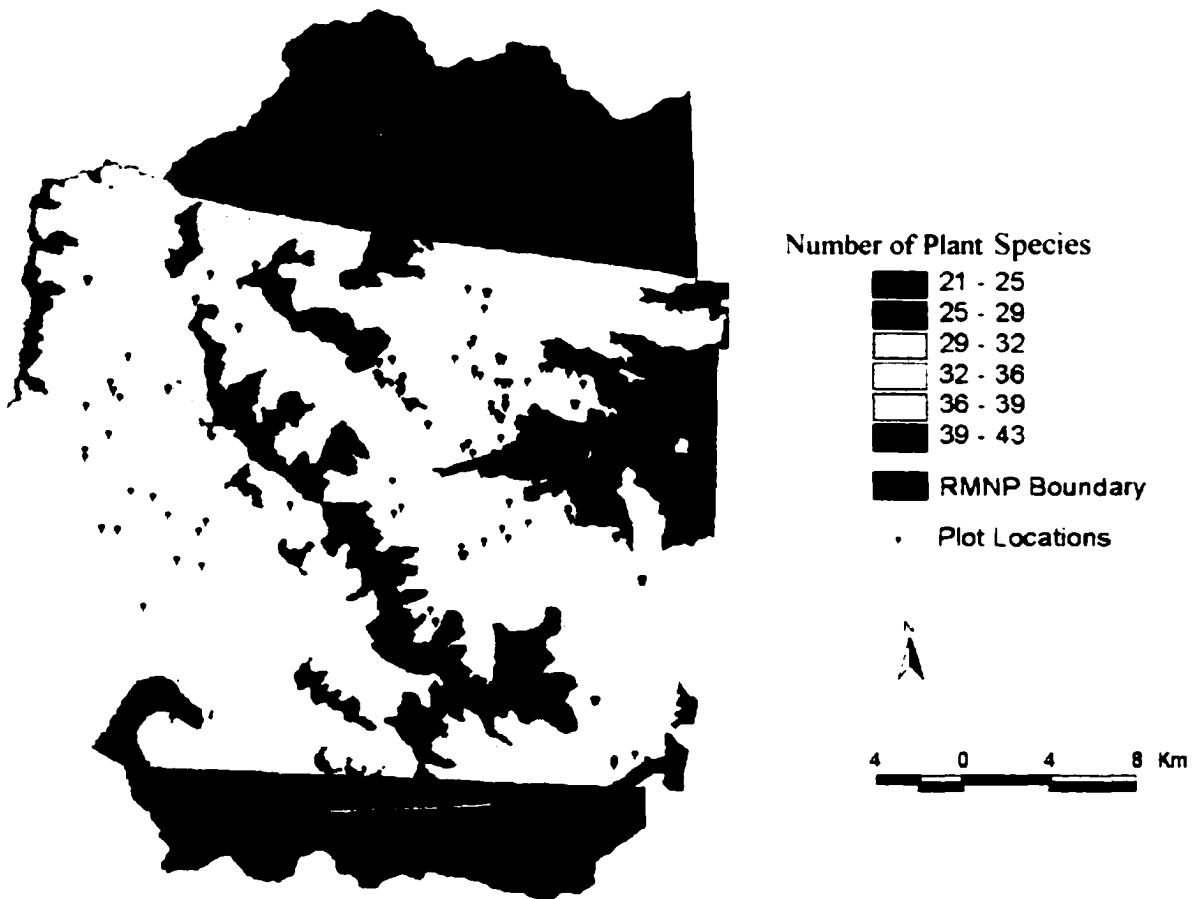 Number of Plant Species
21 - 25
25 - 29
29 - 32
32 - 36
36 - 39
39 - 43
RMNP Boundary
Plot Locations
N
4 0 4 8 Km